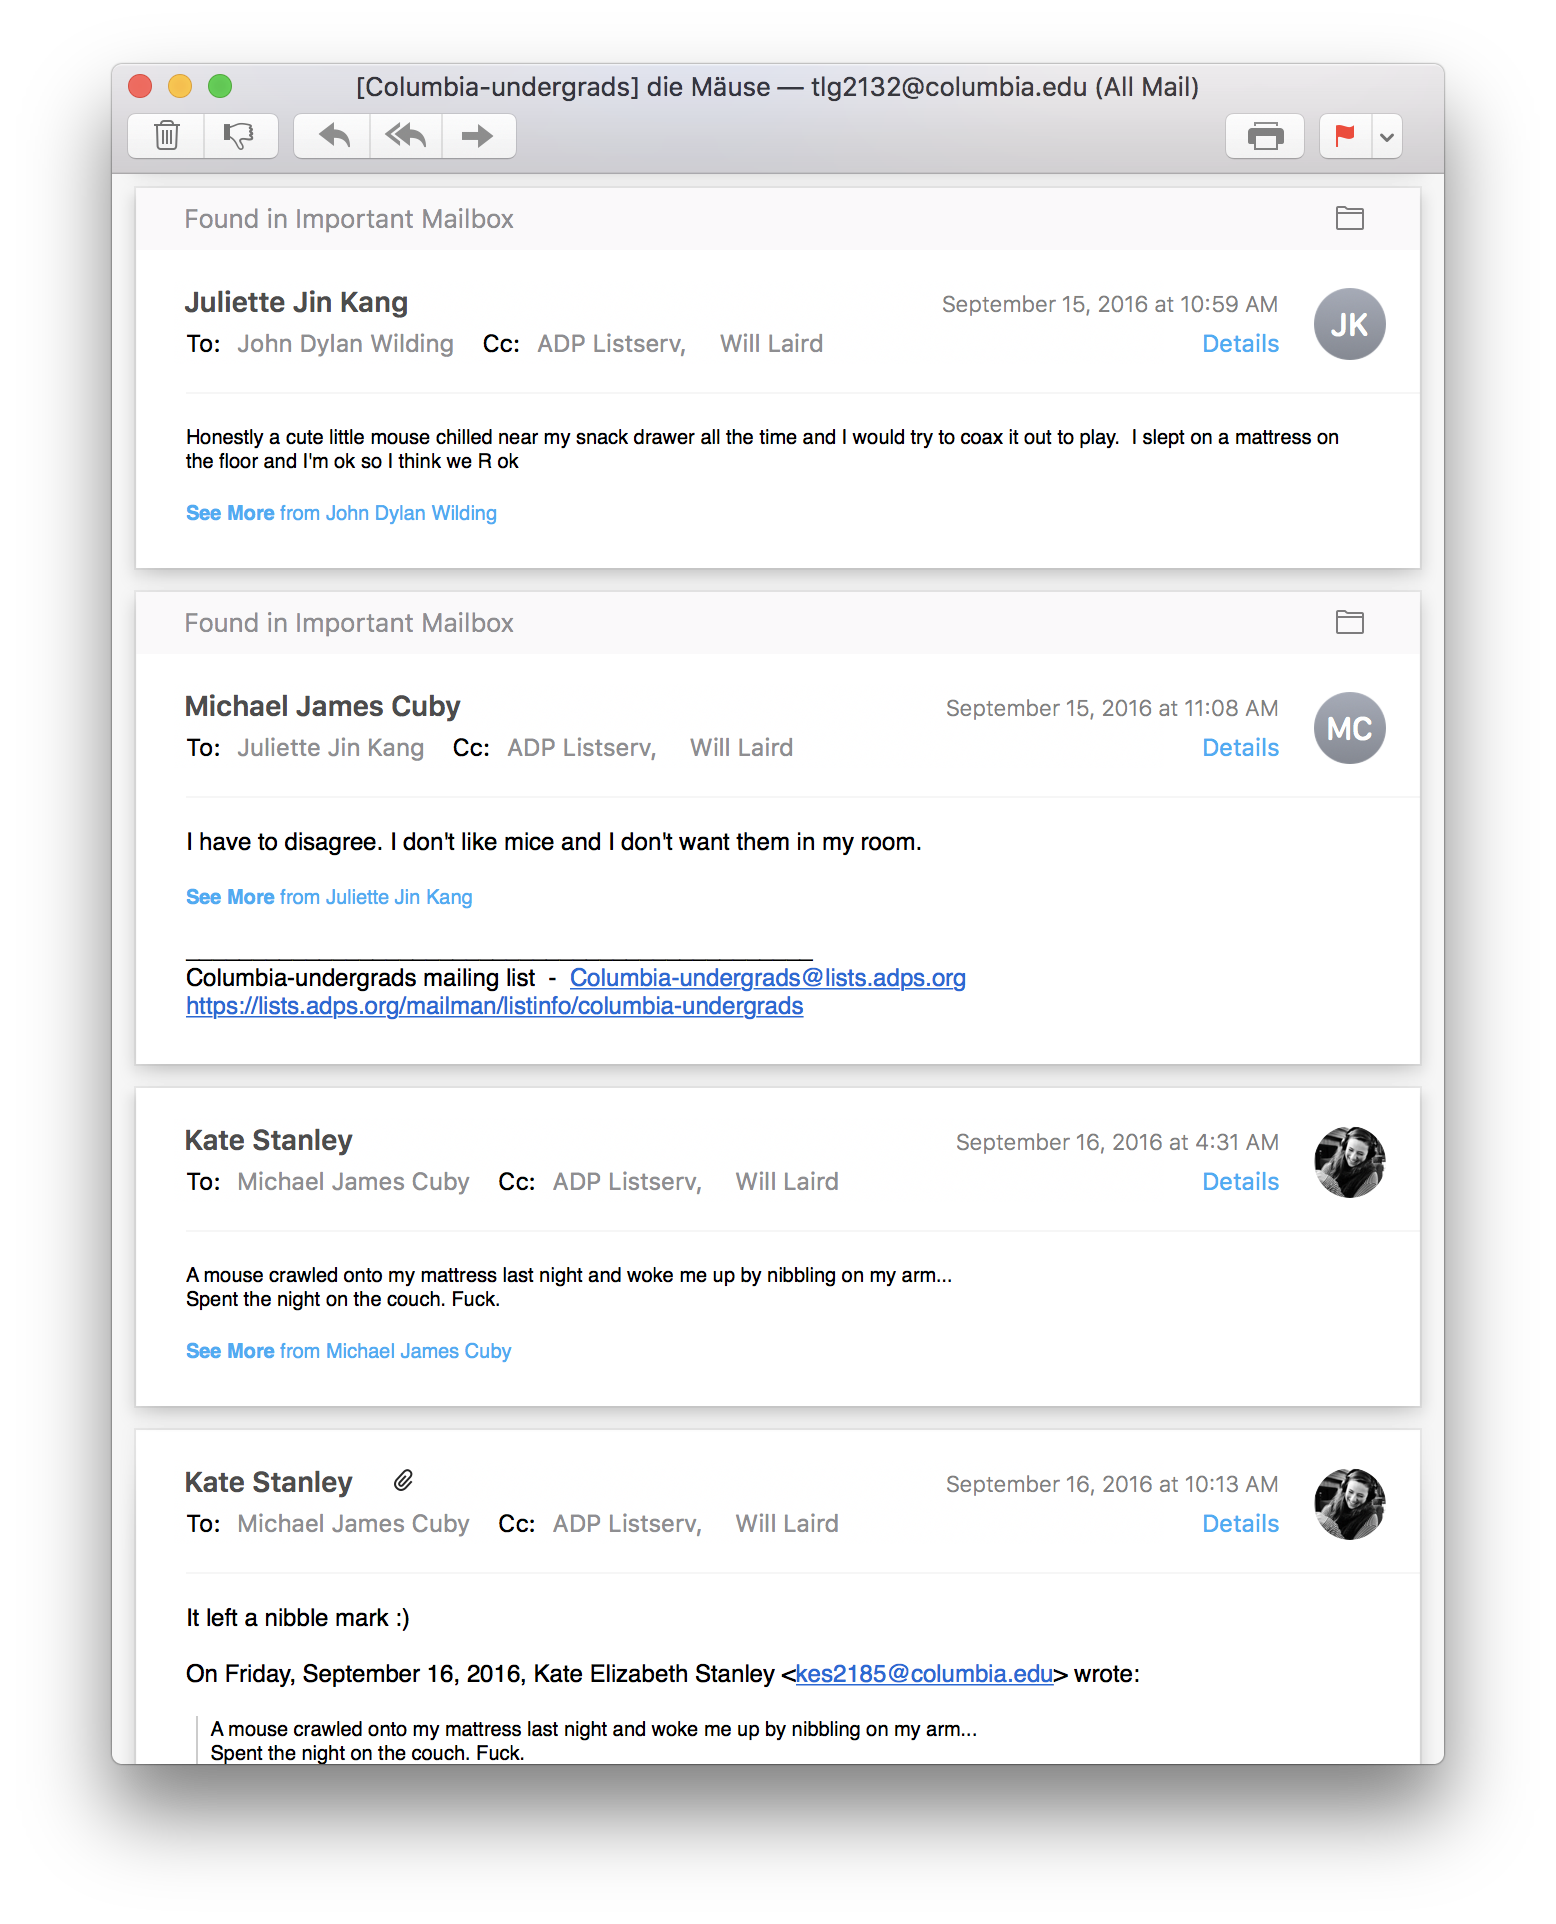 [Columbia-undergrads] die Mäuse — tlg2132@columbia.edu (All Mail)
Found in Important Mailbox
Juliette Jin Kang
September 15, 2016 at 10:59 AM
JK
To: John Dylan Wilding Cc: ADP Listserv, Will Laird
Details
Honestly a cute little mouse chilled near my snack drawer all the time and I would try to coax it out to play.  I slept on a mattress on
the floor and I'm ok so I think we R ok
See More from John Dylan Wilding
Found in Important Mailbox
Michael James Cuby
September 15, 2016 at 11:08 AM
MC
To: Juliette Jin Kang Cc: ADP Listserv, Will Laird
Details
I have to disagree. I don't like mice and I don't want them in my room.
See More from Juliette Jin Kang
_______________________________________________
Columbia-undergrads mailing list  -  Columbia-undergrads@lists.adps.org
https://lists.adps.org/mailman/listinfo/columbia-undergrads
Kate Stanley
September 16, 2016 at 4:31 AM
To: Michael James Cuby Cc: ADP Listserv, Will Laird
Details
A mouse crawled onto my mattress last night and woke me up by nibbling on my arm...
Spent the night on the couch. Fuck.
See More from Michael James Cuby
Kate Stanley
September 16, 2016 at 10:13 AM
To: Michael James Cuby Cc: ADP Listserv, Will Laird
Details
It left a nibble mark :)
On Friday, September 16, 2016, Kate Elizabeth Stanley <kes2185@columbia.edu> wrote:
A mouse crawled onto my mattress last night and woke me up by nibbling on my arm...
Spent the night on the couch. Fuck.